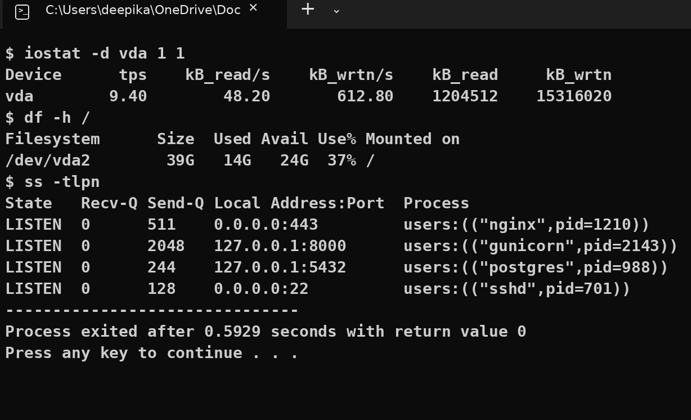 C:\Users\deepika\OneDrive\Doc
$ iostat -d vda 1 1
Device      tps    kB_read/s    kB_wrtn/s    kB_read     kB_wrtn
vda        9.40        48.20       612.80    1204512    15316020
$ df -h /
Filesystem      Size  Used Avail Use% Mounted on
/dev/vda2        39G   14G   24G  37% /
$ ss -tlpn
State   Recv-Q Send-Q Local Address:Port  Process
LISTEN  0      511    0.0.0.0:443         users:(("nginx",pid=1210))
LISTEN  0      2048   127.0.0.1:8000      users:(("gunicorn",pid=2143))
LISTEN  0      244    127.0.0.1:5432      users:(("postgres",pid=988))
LISTEN  0      128    0.0.0.0:22          users:(("sshd",pid=701))
-------------------------------
Process exited after 0.5929 seconds with return value 0
Press any key to continue . . .